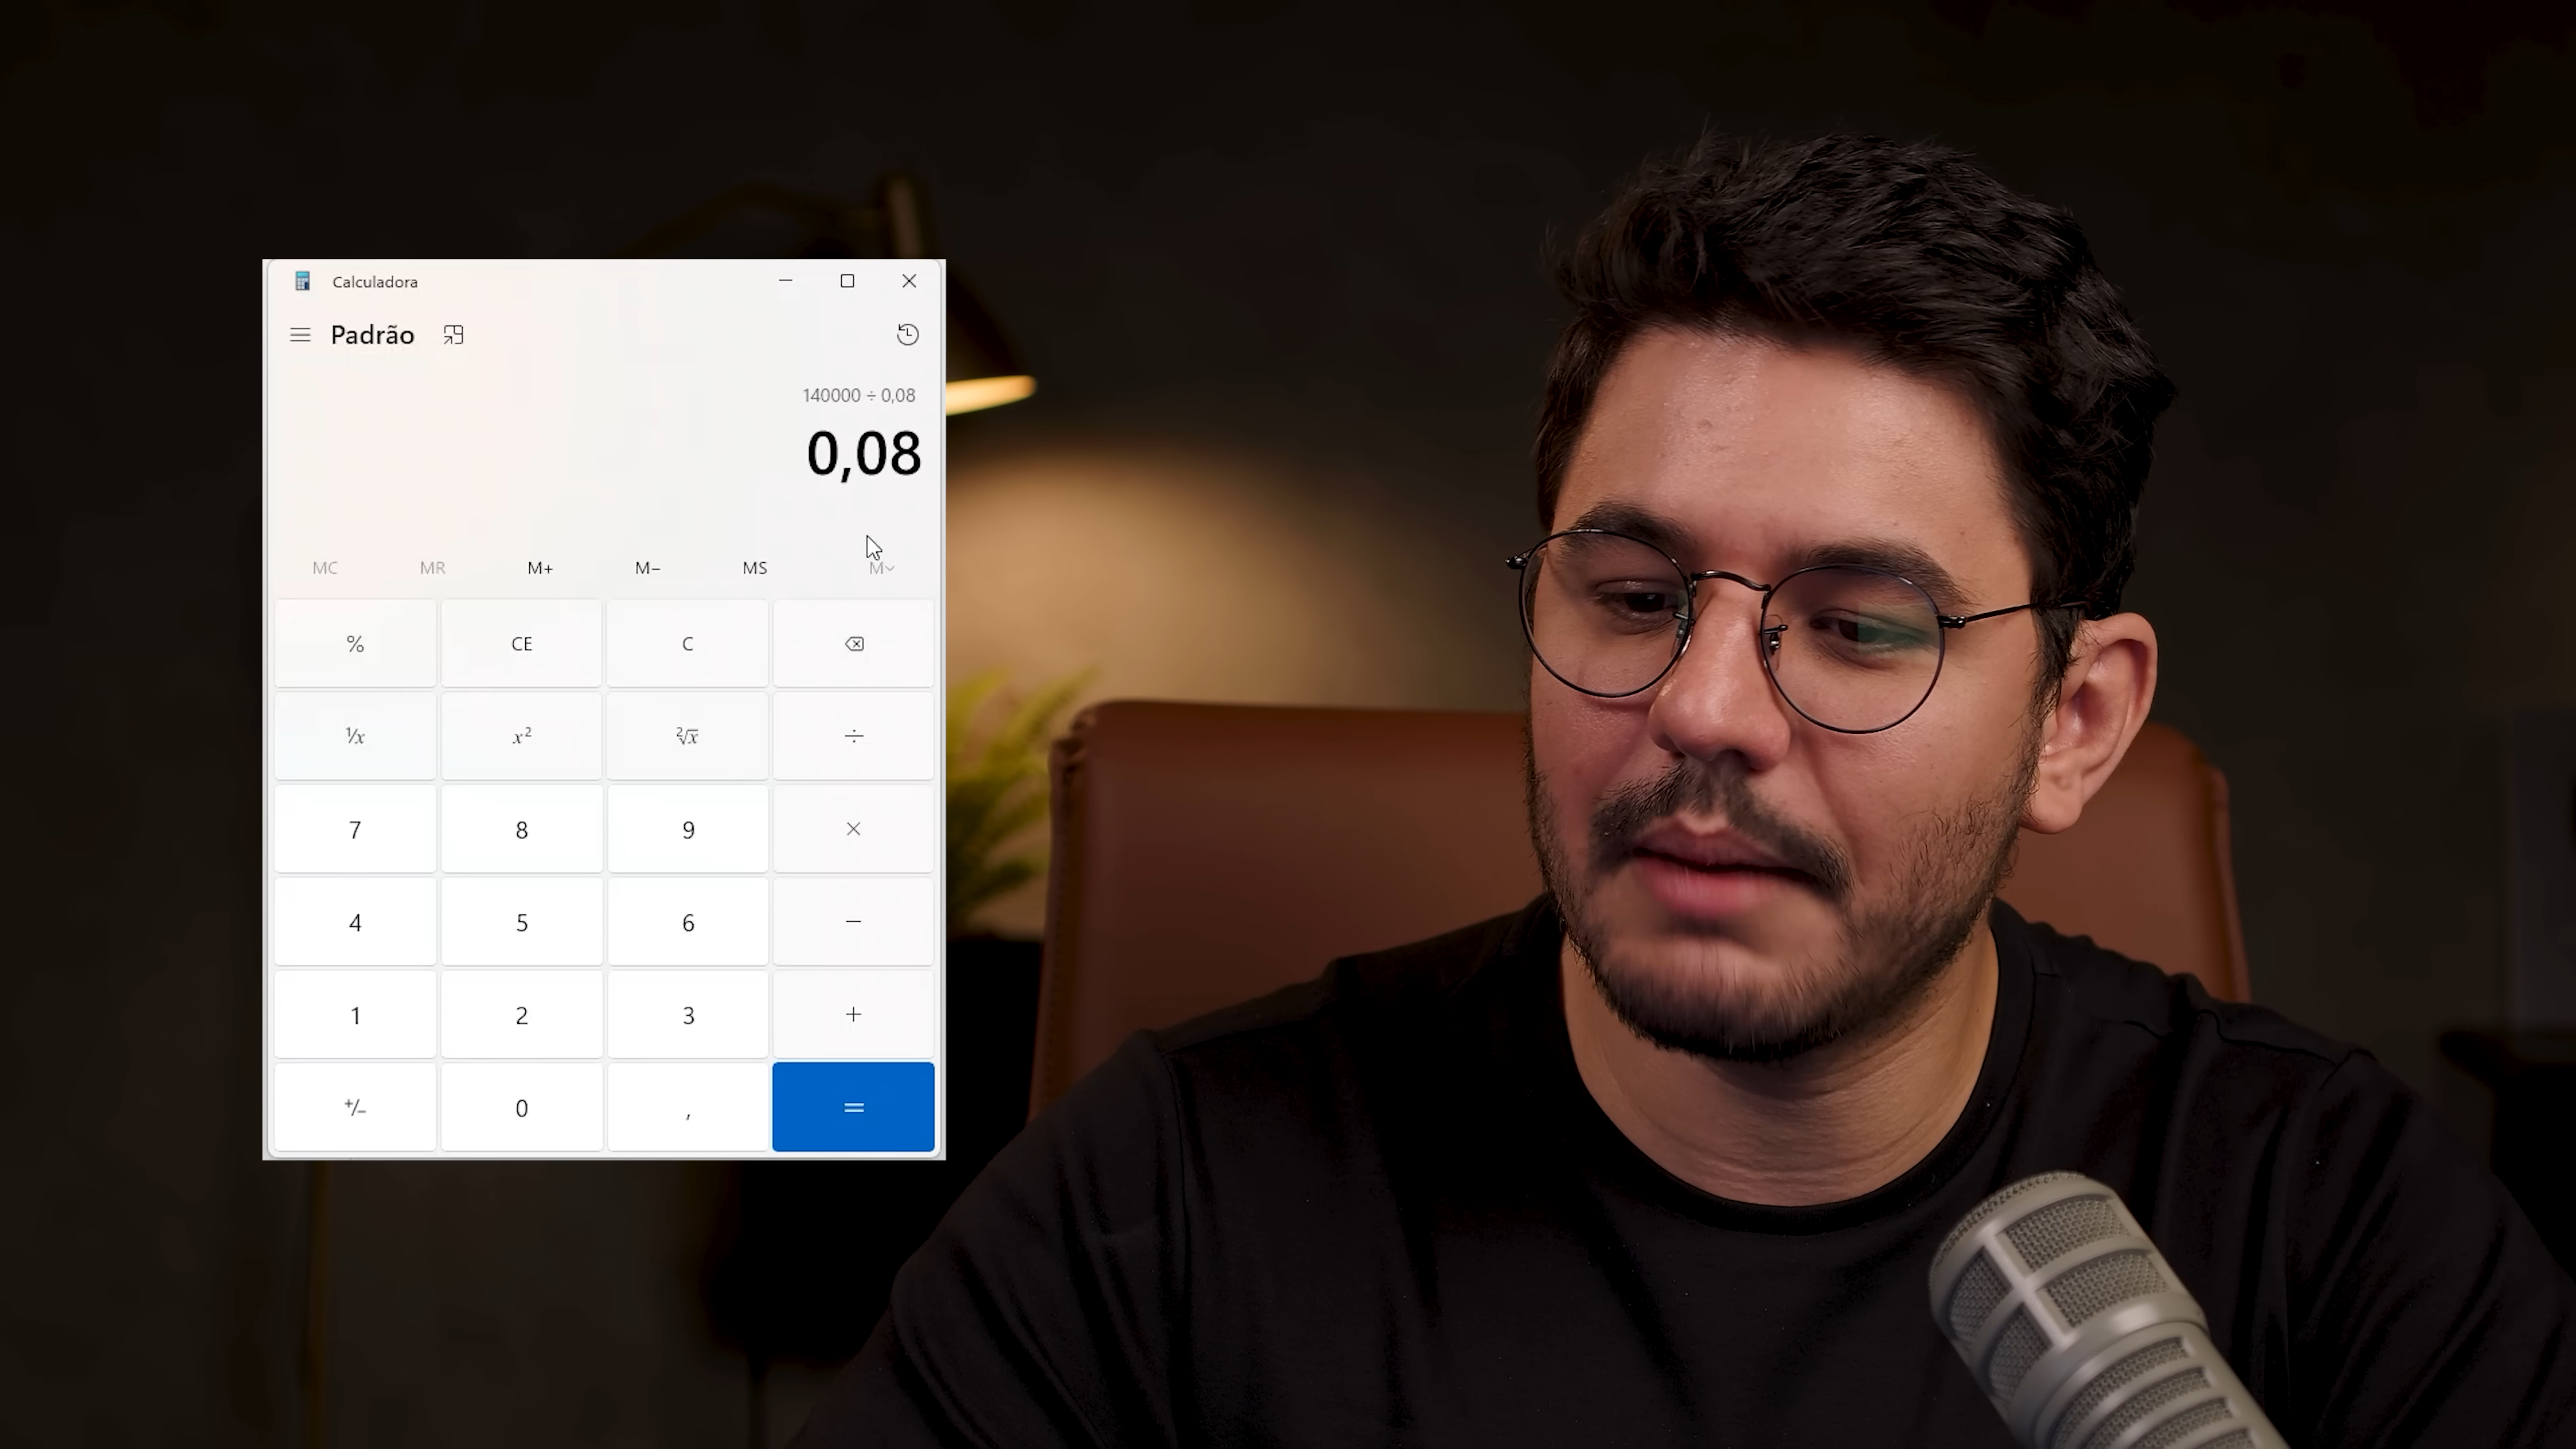 Calculadora
Padrão
140000 ÷ 0,08
0,08
MC MR M+ M− MS M
% CE C
¹/x x² ²√x ÷
7 8 9 ×
4 5 6 −
1 2 3 +
+/− 0 , =